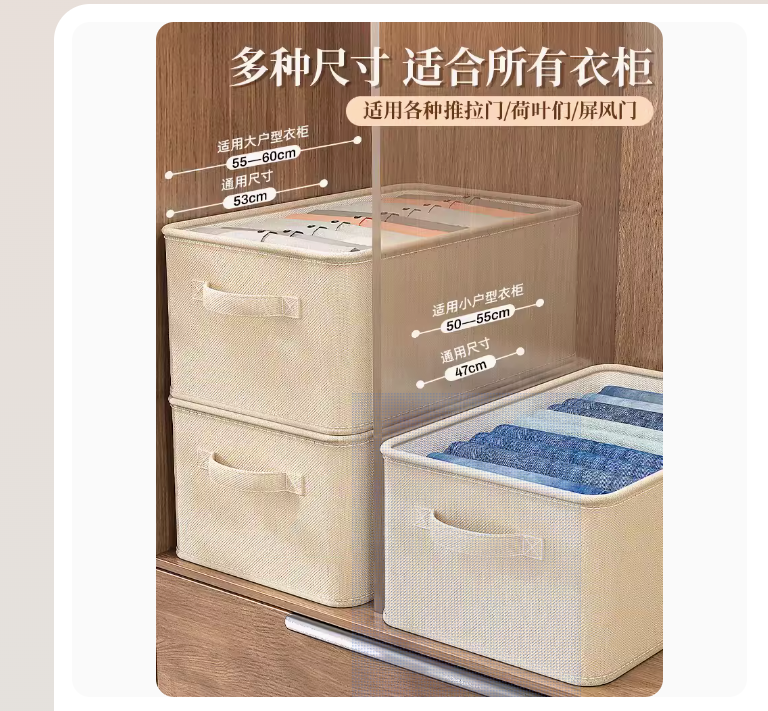 多种尺寸 适合所有衣柜
适用各种推拉门/荷叶们/屏风门
适用大户型衣柜
55—60cm
通用尺寸
53cm
适用小户型衣柜
50—55cm
通用尺寸
47cm